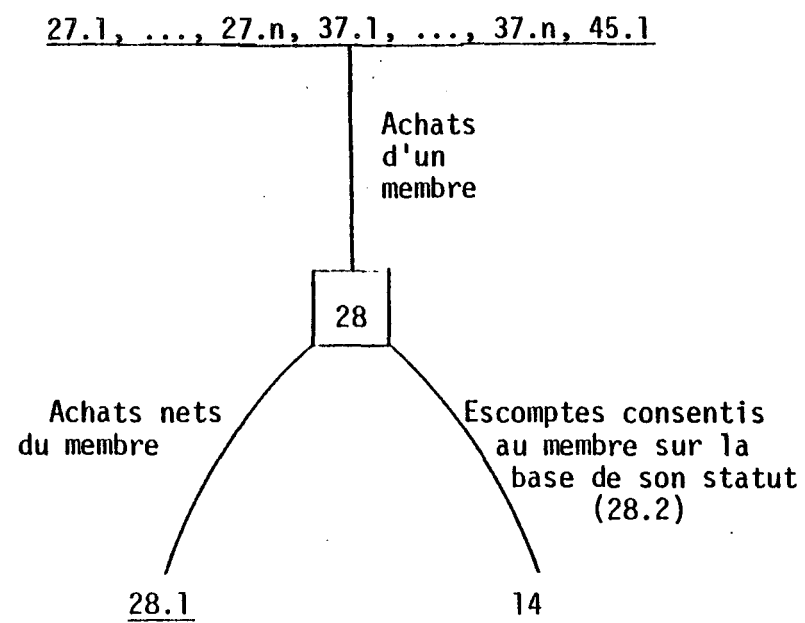 27.1, ..., 27.n, 37.1, ..., 37.n, 45.1
Achats
d'un
membre
28
Achats nets
du membre
Escomptes consentis
au membre sur la
base de son statut
(28.2)
28.1
14